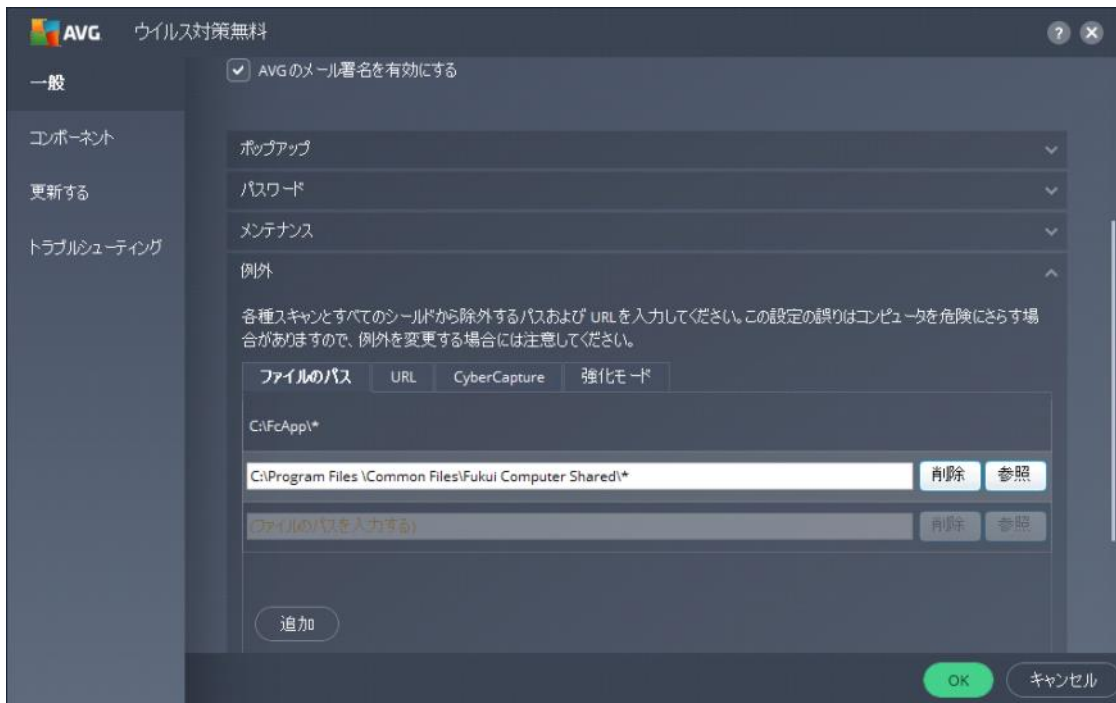 AVG ウイルス対策無料
?
一般
コンポーネント
更新する
トラブルシューティング
AVGのメール署名を有効にする
ポップアップ
パスワード
メンテナンス
例外
各種スキャンとすべてのシールドから除外するパスおよび URLを入力してください。この設定の誤りはコンピュータを危険にさらす場
合がありますので、例外を変更する場合には注意してください。
ファイルのパス URL CyberCapture 強化モード
C:\FcApp\*
C:\Program Files \Common Files\Fukui Computer Shared\* 削除 参照
(ファイルのパスを入力する) 削除 参照
追加
OK キャンセル